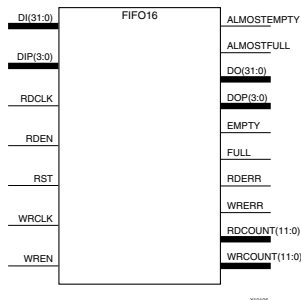 FIFO16
DI(31:0)
DIP(3:0)
RDCLK
RDEN
RST
WRCLK
WREN
ALMOSTEMPTY
ALMOSTFULL
DO(31:0)
DOP(3:0)
EMPTY
FULL
RDERR
WRERR
RDCOUNT(11:0)
WRCOUNT(11:0)